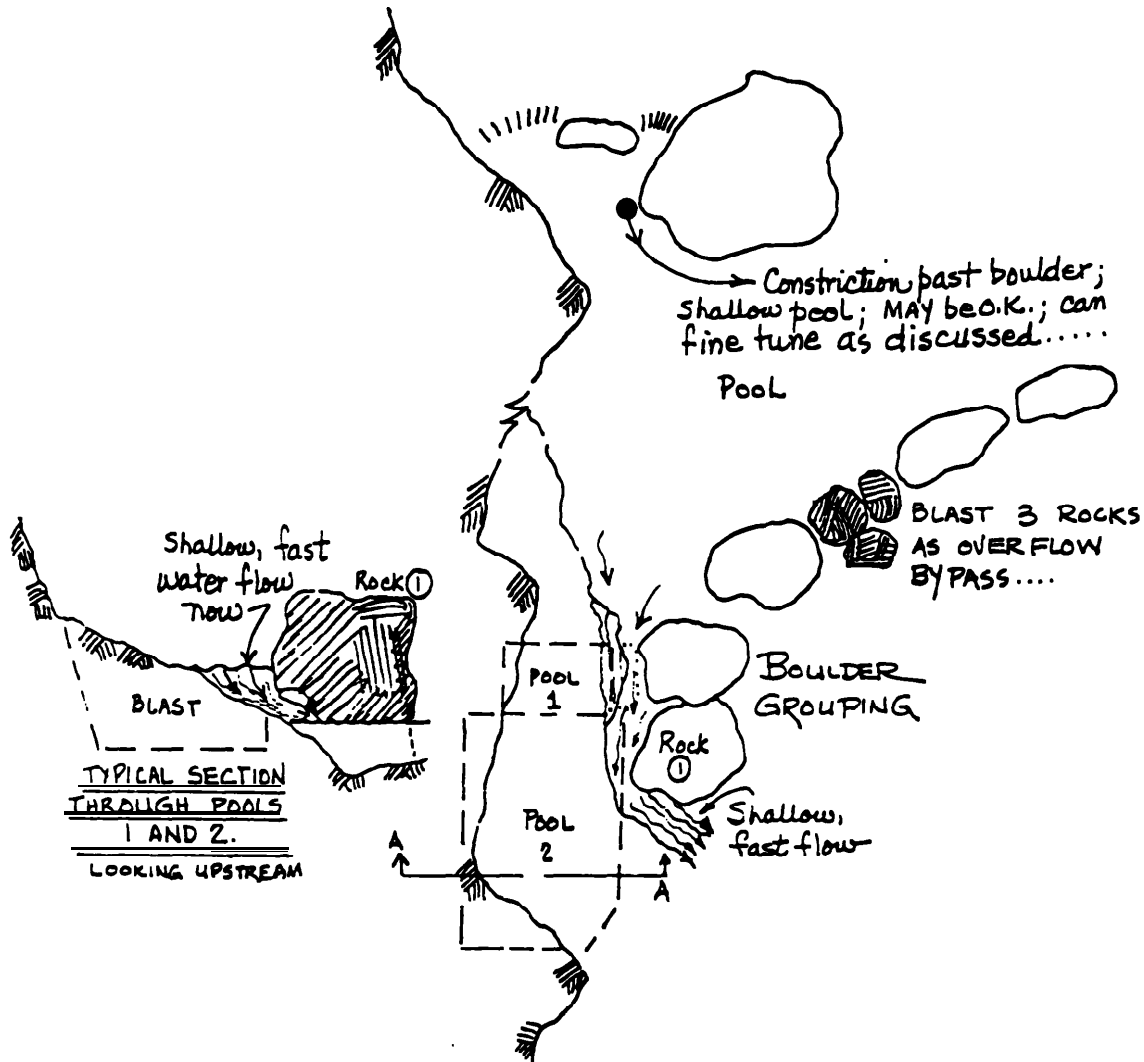 Constriction past boulder;
shallow pool; MAY be O.K.; can
fine tune as discussed.....
POOL
BLAST 3 ROCKS
AS OVERFLOW
BYPASS....
Shallow, fast
water flow
now
Rock ①
BLAST
TYPICAL SECTION
THROUGH POOLS
1 AND 2.
LOOKING UPSTREAM
POOL
1
BOULDER
GROUPING
Rock
①
POOL
2
Shallow,
fast flow
A
A